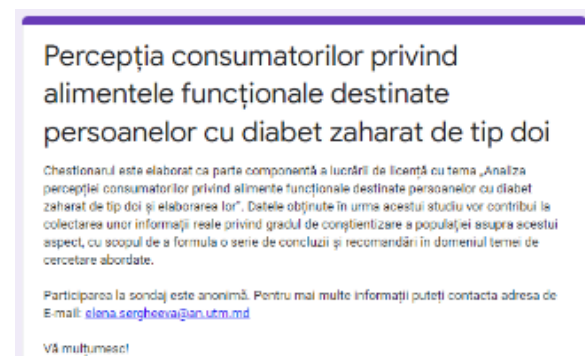 Percepția consumatorilor privind
alimentele funcționale destinate
persoanelor cu diabet zaharat de tip doi
Chestionarul este elaborat ca parte componentă a lucrării de licență cu tema „Analiza
percepției consumatorilor privind alimente funcționale destinate persoanelor cu diabet
zaharat de tip doi și elaborarea lor”. Datele obținute în urma acestui studiu vor contribui la
colectarea unor informații reale privind gradul de conștientizare a populației asupra acestui
aspect, cu scopul de a formula o serie de concluzii și recomandări în domeniul temei de
cercetare abordate.
Participarea la sondaj este anonimă. Pentru mai multe informații puteți contacta adresa de
E-mail: elena.sergheeva@an.utm.md
Vă mulțumesc!